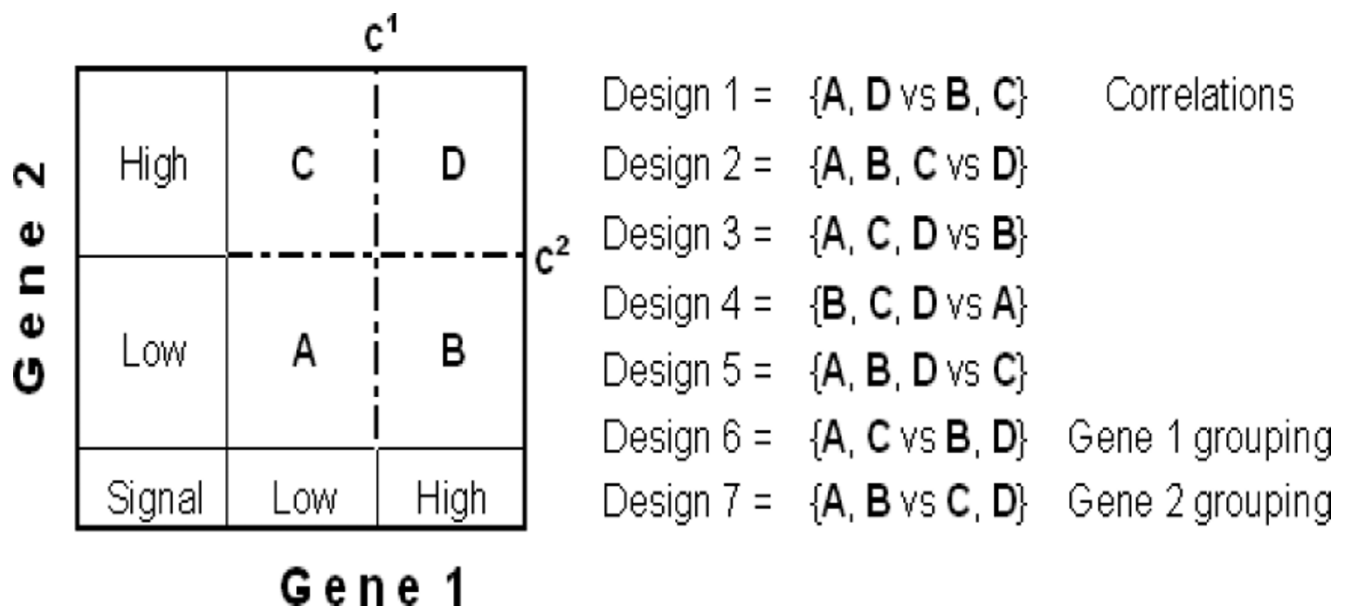 c¹
High C D
c²
Low A B
Signal Low High
Gene 2
Gene 1
Design 1 = {A, D vs B, C} Correlations
Design 2 = {A, B, C vs D}
Design 3 = {A, C, D vs B}
Design 4 = {B, C, D vs A}
Design 5 = {A, B, D vs C}
Design 6 = {A, C vs B, D} Gene 1 grouping
Design 7 = {A, B vs C, D} Gene 2 grouping